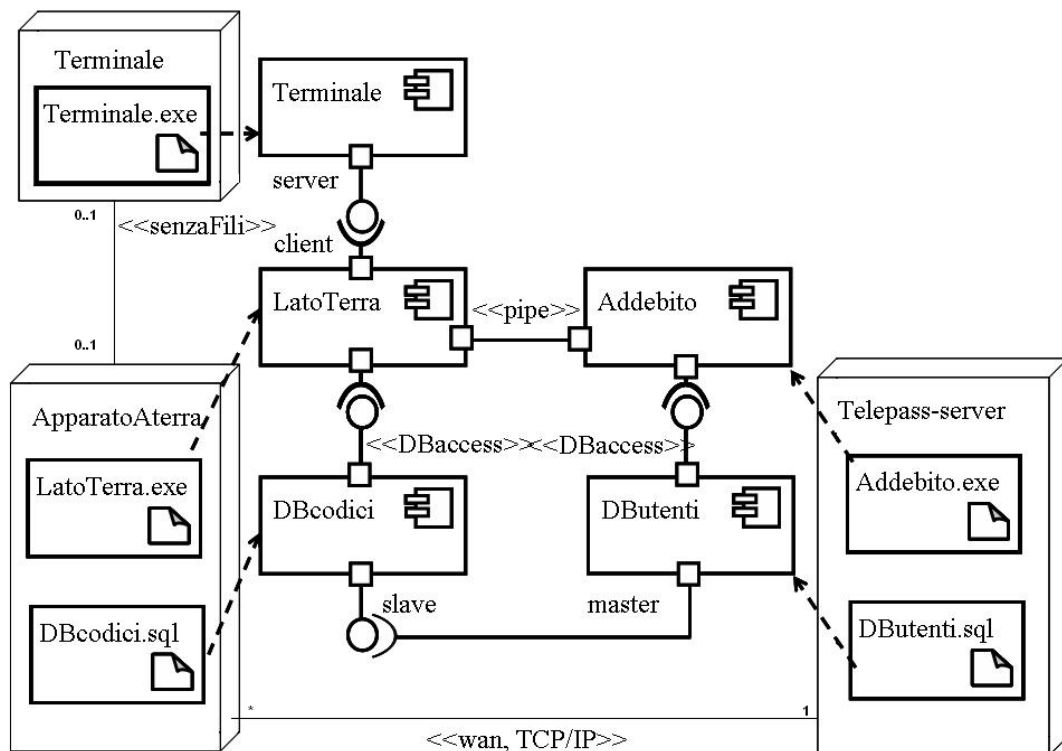 Terminale
Terminale.exe
Terminale
server
0..1
<<senzaFili>>
client
LatoTerra
<<pipe>>
Addebito
0..1
ApparatoAterra
Telepass-server
<<DBaccess>>
<<DBaccess>>
LatoTerra.exe
DBcodici
DButenti
Addebito.exe
slave
master
DBcodici.sql
DButenti.sql
*
1
<<wan, TCP/IP>>